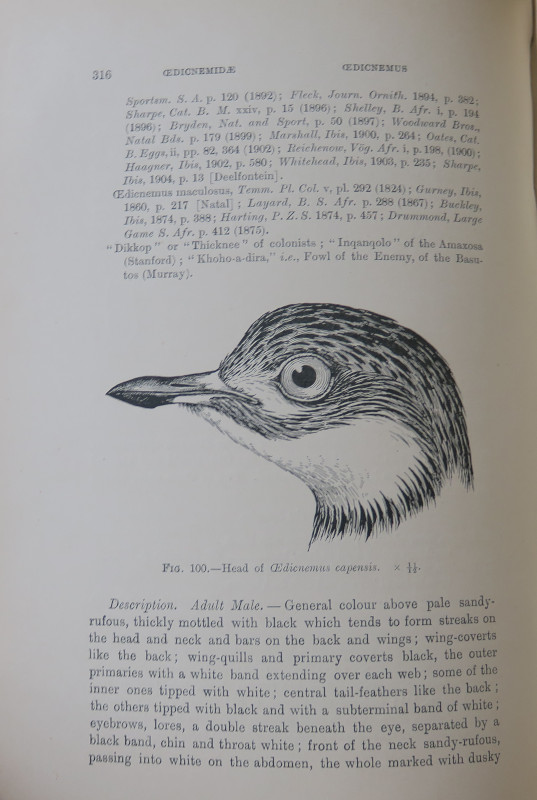 316 ŒDICNEMIDÆ ŒDICNEMUS
Sportsm. S. A. p. 120 (1892); Fleck, Journ. Ornith. 1894, p. 382;
Sharpe, Cat. B. M. xxiv, p. 15 (1896); Shelley, B. Afr. i, p. 194
(1896); Bryden, Nat. and Sport, p. 50 (1897); Woodward Bros.,
Natal Bds. p. 179 (1899); Marshall, Ibis, 1900, p. 264; Oates, Cat.
B. Eggs, ii, pp. 82, 364 (1902); Reichenow, Vög. Afr. i, p. 198, (1900);
Haagner, Ibis, 1902, p. 580; Whitehead, Ibis, 1903, p. 235; Sharpe,
Ibis, 1904, p. 13 [Deelfontein].
Œdicnemus maculosus, Temm. Pl. Col. v, pl. 292 (1824); Gurney, Ibis,
1860, p. 217 [Natal]; Layard, B. S. Afr. p. 288 (1867); Buckley,
Ibis, 1874, p. 388; Harting, P. Z. S. 1874, p. 457; Drummond, Large
Game S. Afr. p. 412 (1875).
"Dikkop" or "Thicknee" of colonists; "Inqanqolo" of the Amaxosa
(Stanford); "Khoho-a-dira," i.e., Fowl of the Enemy, of the Basu-
tos (Murray).
FIG. 100.—Head of Œdicnemus capensis. ×
Description. Adult Male.—General colour above pale sandy-
rufous, thickly mottled with black which tends to form streaks on
the head and neck and bars on the back and wings; wing-coverts
like the back; wing-quills and primary coverts black, the outer
primaries with a white band extending over each web; some of the
inner ones tipped with white; central tail-feathers like the back;
the others tipped with black and with a subterminal band of white;
eyebrows, lores, a double streak beneath the eye, separated by a
black band, chin and throat white; front of the neck sandy-rufous,
passing into white on the abdomen, the whole marked with dusky